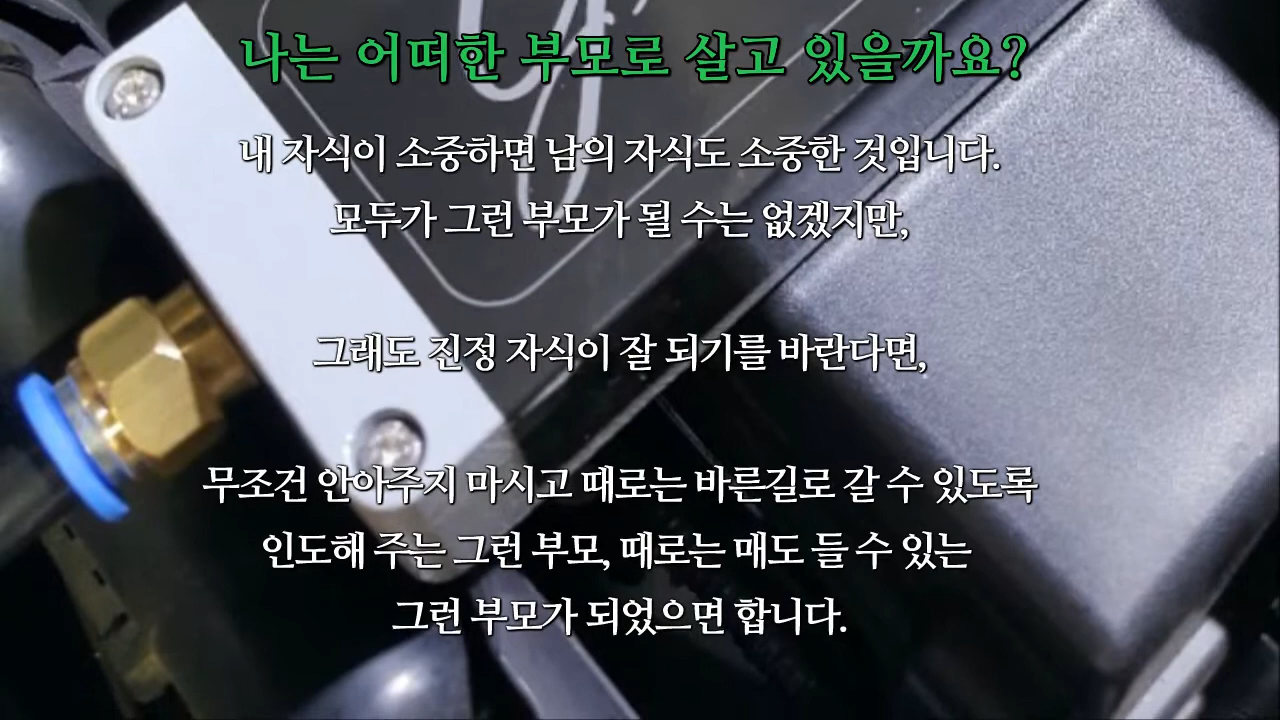 나는 어떠한 부모로 살고 있을까요?
내 자식이 소중하면 남의 자식도 소중한 것입니다.
모두가 그런 부모가 될 수는 없겠지만,
그래도 진정 자식이 잘 되기를 바란다면,
무조건 안아주지 마시고 때로는 바른길로 갈 수 있도록
인도해 주는 그런 부모, 때로는 매도 들 수 있는
그런 부모가 되었으면 합니다.